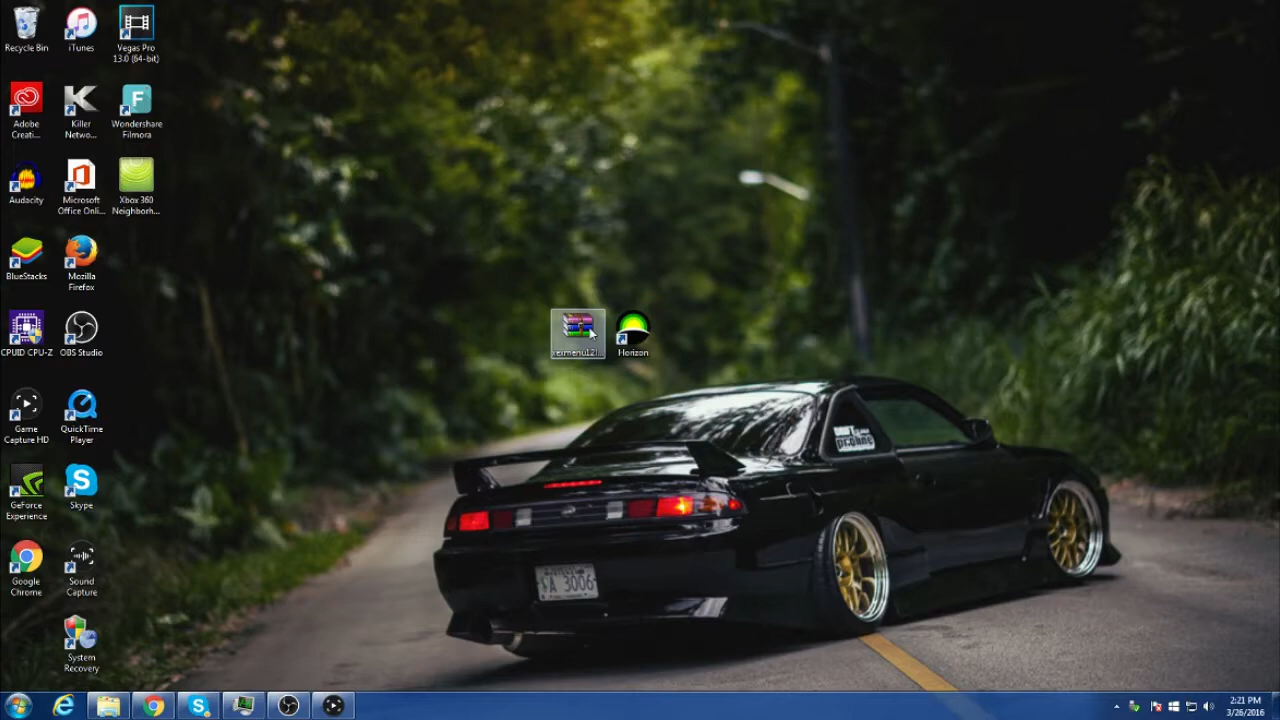 Recycle Bin
iTunes
Vegas Pro
13.0 (64-bit)
Adobe
Creati...
Killer
Netwo...
Wondershare
Filmora
Audacity
Microsoft
Office Onli...
Xbox 360
Neighborh...
BlueStacks
Mozilla
Firefox
CPUID CPU-Z
OBS Studio
xexmenu12!...
Horizon
Game
Capture HD
QuickTime
Player
GeForce
Experience
Skype
Google
Chrome
Sound
Capture
System
Recovery
A 3006
2:21 PM
3/26/2016